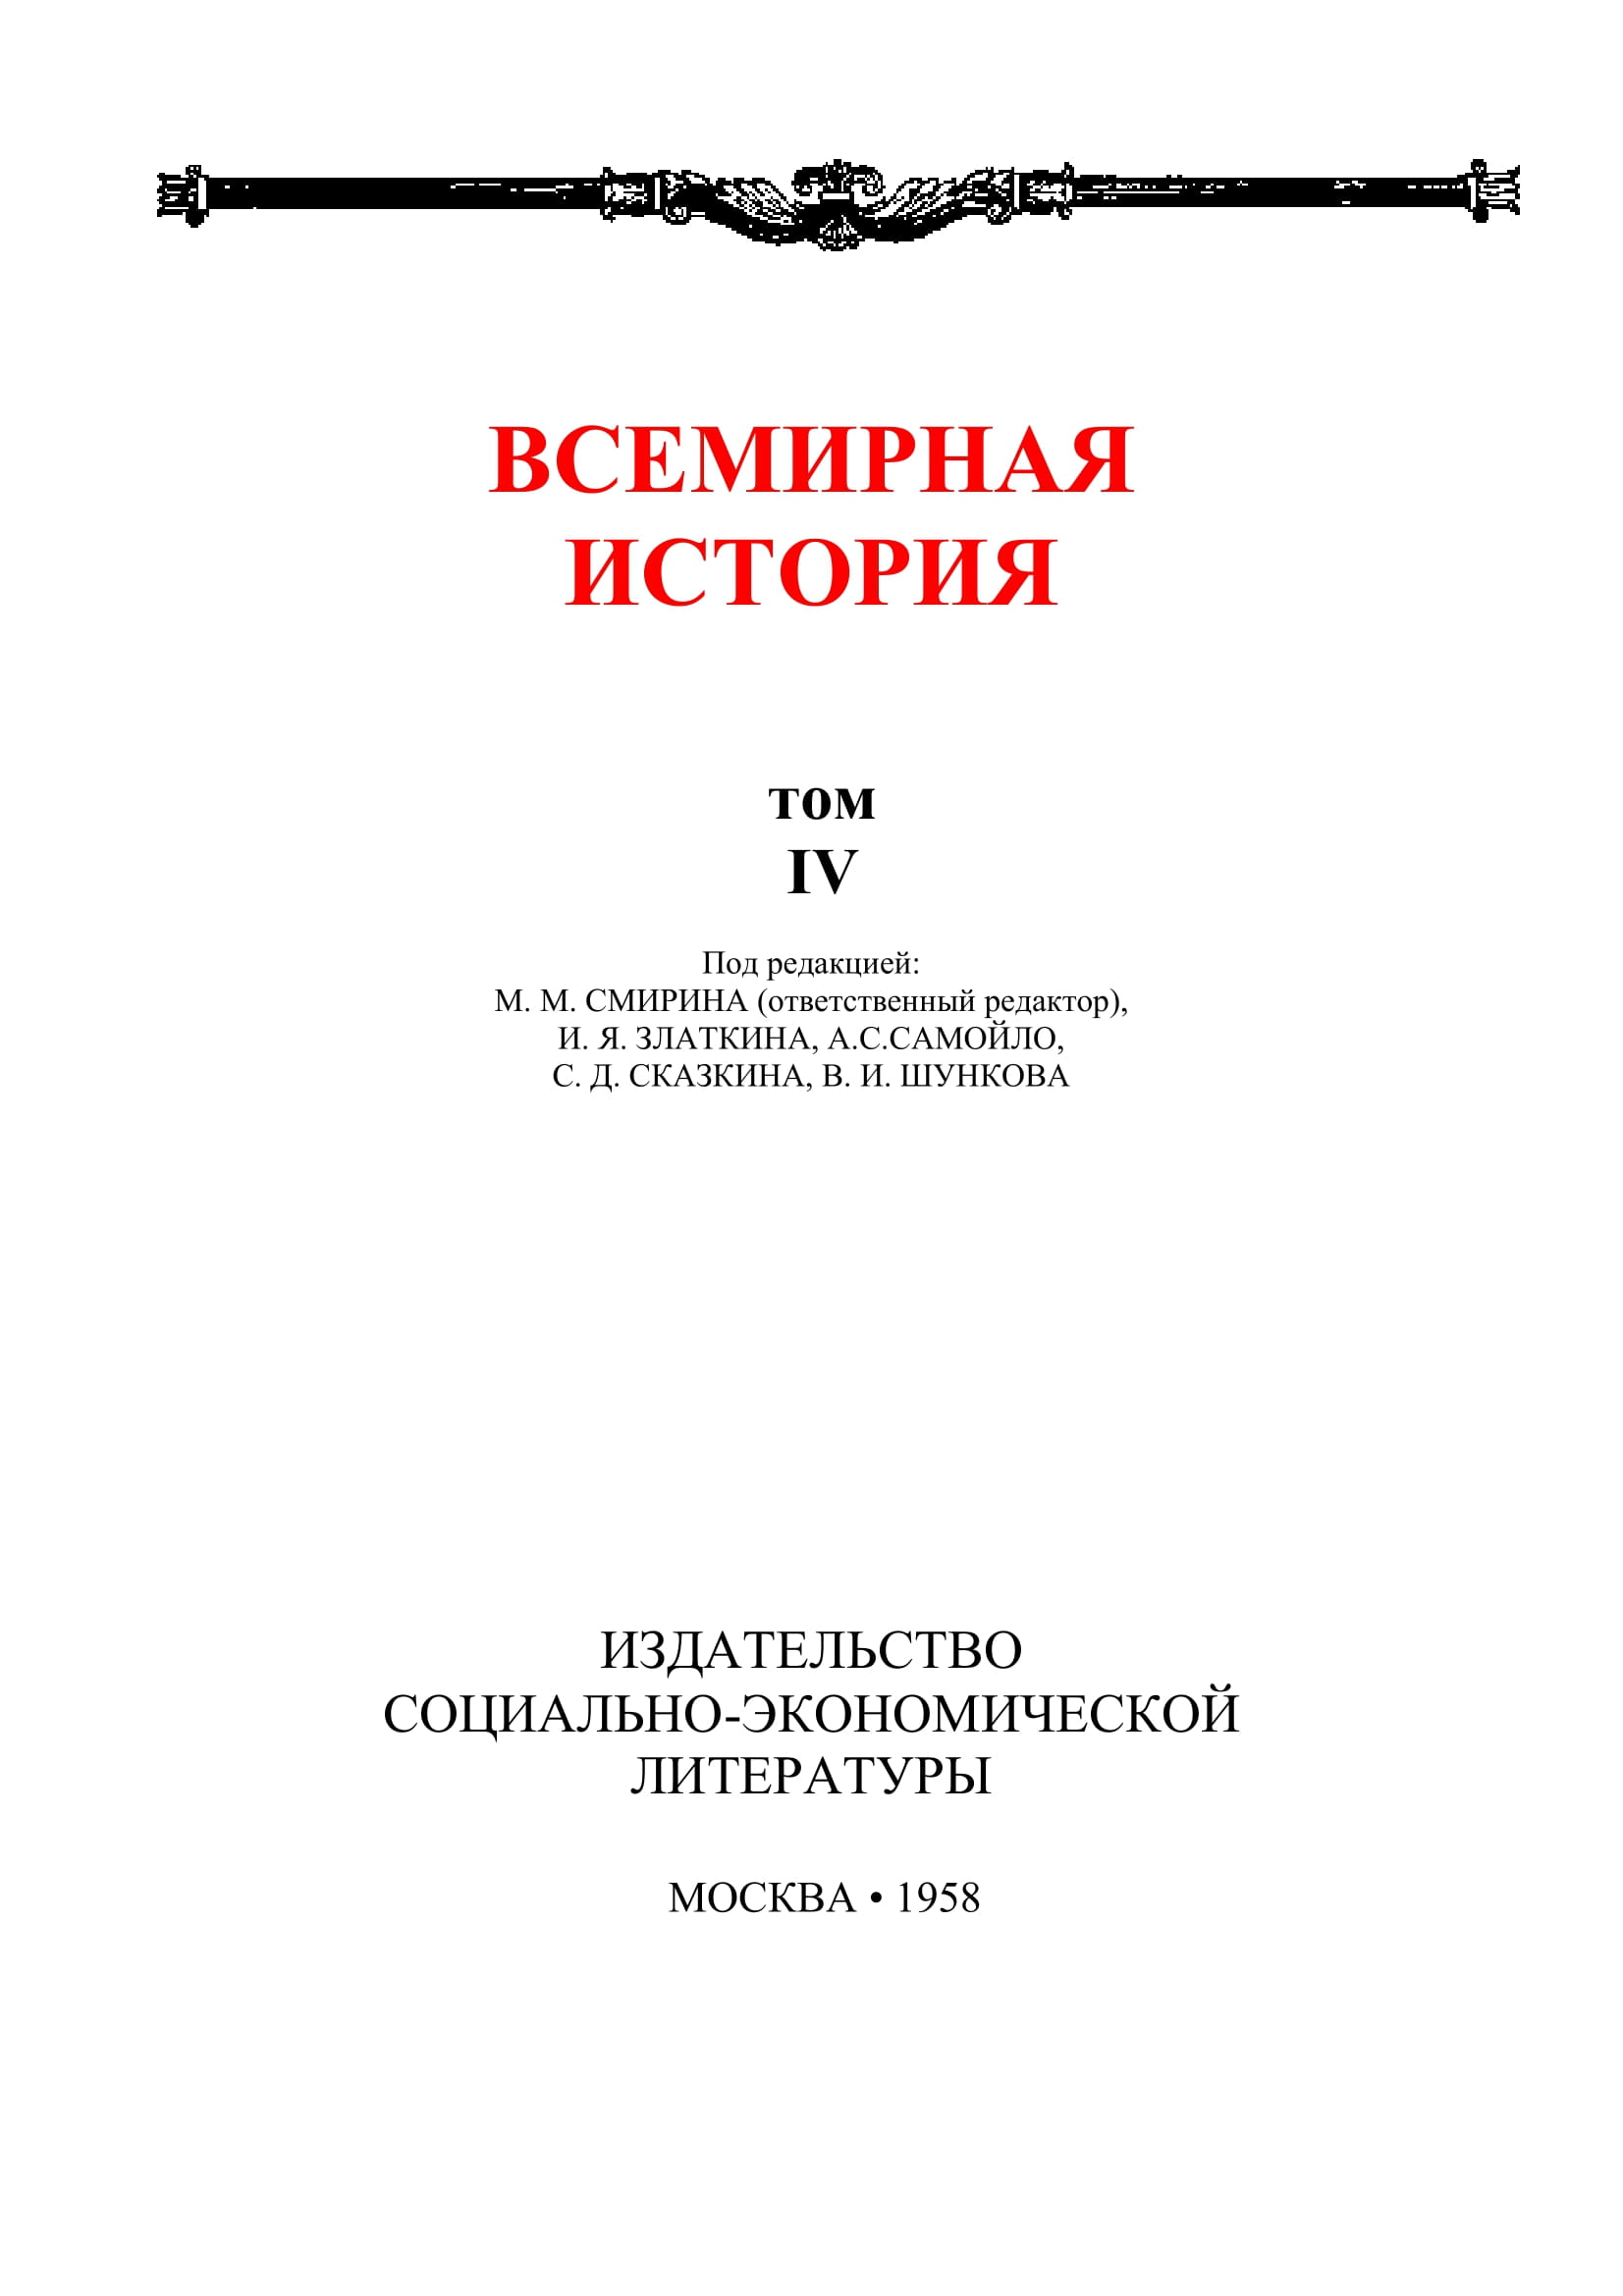 ВСЕМИРНАЯ
ИСТОРИЯ
том
IV
Под редакцией:
М. М. СМИРИНА (ответственный редактор),
И. Я. ЗЛАТКИНА, А.С.САМОЙЛО,
С. Д. СКАЗКИНА, В. И. ШУНКОВА
ИЗДАТЕЛЬСТВО
СОЦИАЛЬНО-ЭКОНОМИЧЕСКОЙ
ЛИТЕРАТУРЫ
МОСКВА • 1958